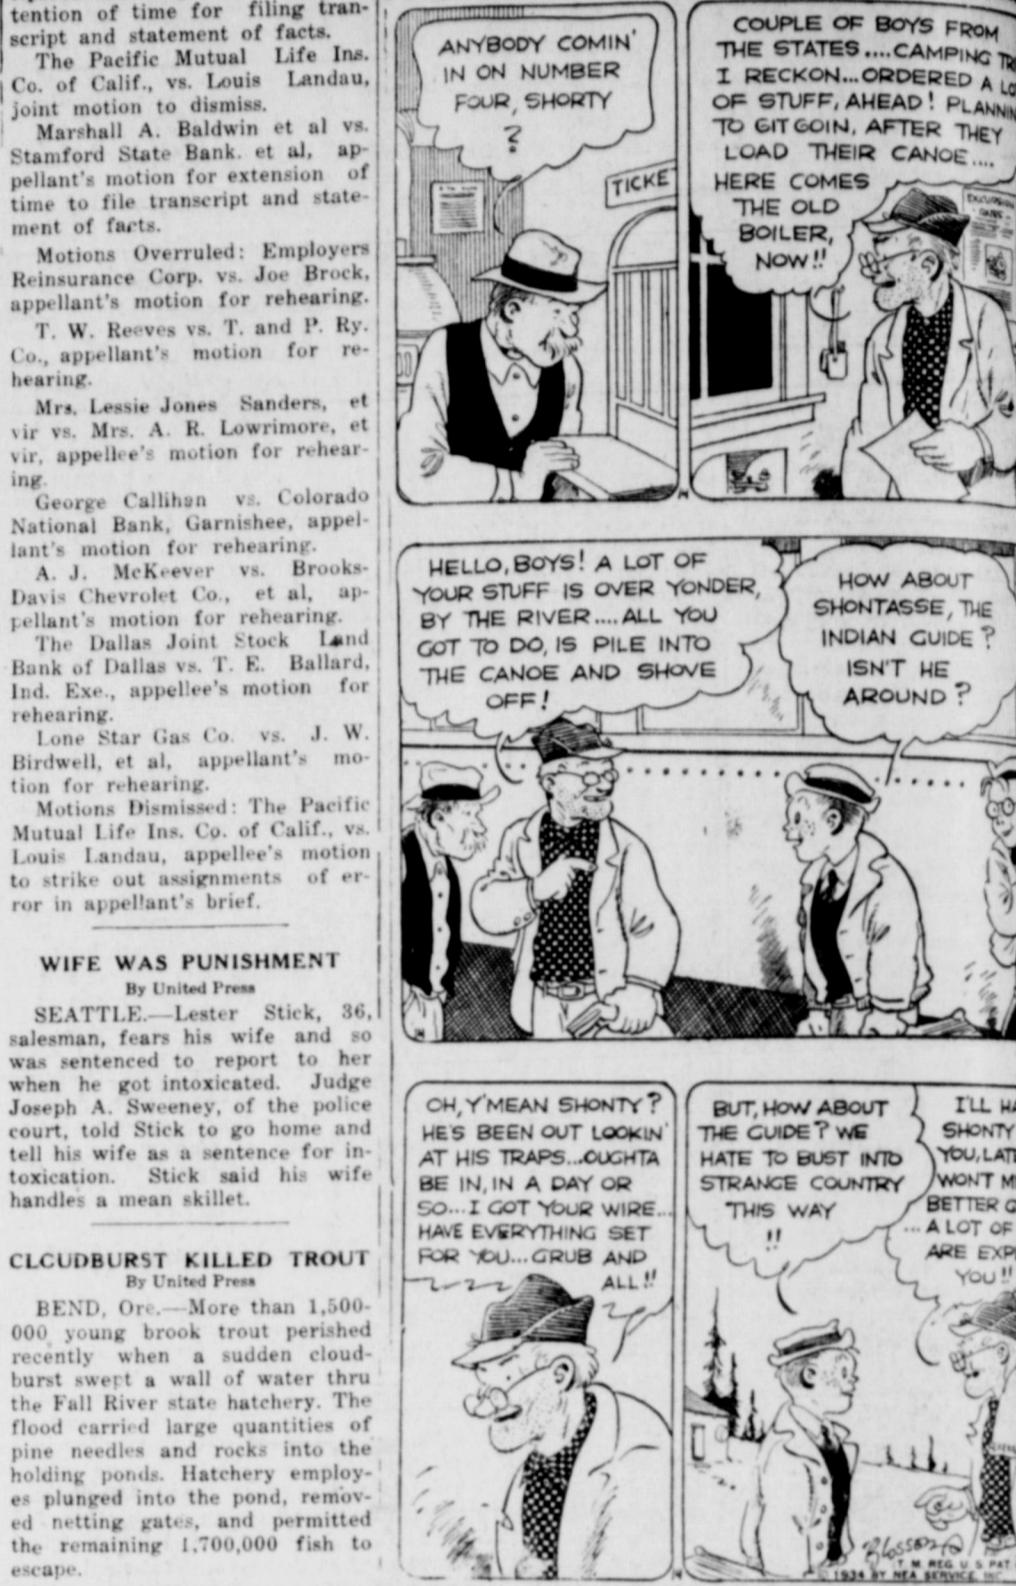 tention of time for filing tran-
script and statement of facts.
The Pacific Mutual Life Ins.
Co. of Calif., vs. Louis Landau,
joint motion to dismiss.
Marshall A. Baldwin et al vs.
Stamford State Bank. et al, ap-
pellant's motion for extension of
time to file transcript and state-
ment of facts.
Motions Overruled: Employers
Reinsurance Corp. vs. Joe Brock,
appellant's motion for rehearing.
T. W. Reeves vs. T. and P. Ry.
Co., appellant's motion for re-
hearing.
Mrs. Lessie Jones Sanders, et
vir vs. Mrs. A. R. Lowrimore, et
vir, appellee's motion for rehear-
ing.
George Callihan vs. Colorado
National Bank, Garnishee, appel-
lant's motion for rehearing.
A. J. McKeever vs. Brooks-
Davis Chevrolet Co., et al, ap-
pellant's motion for rehearing.
The Dallas Joint Stock Land
Bank of Dallas vs. T. E. Ballard,
Ind. Exe., appellee's motion for
rehearing.
Lone Star Gas Co. vs. J. W.
Birdwell, et al, appellant's mo-
tion for rehearing.
Motions Dismissed: The Pacific
Mutual Life Ins. Co. of Calif., vs.
Louis Landau, appellee's motion
to strike out assignments of er-
ror in appellant's brief.
WIFE WAS PUNISHMENT
By United Press
SEATTLE.—Lester Stick, 36,
salesman, fears his wife and so
was sentenced to report to her
when he got intoxicated. Judge
Joseph A. Sweeney, of the police
court, told Stick to go home and
tell his wife as a sentence for in-
toxication. Stick said his wife
handles a mean skillet.
CLCUDBURST KILLED TROUT
By United Press
BEND, Ore.—More than 1,500-
000 young brook trout perished
recently when a sudden cloud-
burst swept a wall of water thru
the Fall River state hatchery. The
flood carried large quantities of
pine needles and rocks into the
holding ponds. Hatchery employ-
es plunged into the pond, remov-
ed netting gates, and permitted
the remaining 1,700,000 fish to
escape.
ANYBODY COMIN'
IN ON NUMBER
FOUR, SHORTY
?
TICKE
COUPLE OF BOYS FROM
THE STATES....CAMPING TR
I RECKON...ORDERED A LO
OF STUFF, AHEAD! PLANNIN
TO GIT GOIN, AFTER THEY
LOAD THEIR CANOE....
HERE COMES
THE OLD
BOILER,
NOW!!
EXCURSION
HELLO, BOYS! A LOT OF
YOUR STUFF IS OVER YONDER,
BY THE RIVER....ALL YOU
GOT TO DO, IS PILE INTO
THE CANOE AND SHOVE
OFF!
HOW ABOUT
SHONTASSE, THE
INDIAN GUIDE?
ISN'T HE
AROUND?
OH, Y'MEAN SHONTY?
HE'S BEEN OUT LOOKIN'
AT HIS TRAPS...OUGHTA
BE IN, IN A DAY OR
SO...I GOT YOUR WIRE..
HAVE EVERYTHING SET
FOR YOU...GRUB AND
ALL!!
BUT, HOW ABOUT
THE GUIDE? WE
HATE TO BUST INTO
STRANGE COUNTRY
THIS WAY
!!
I'LL HA
SHONTY
YOU, LATE
WONT M
BETTER G
...A LOT OF
ARE EXP
YOU!!
Blosser
T. M. REG. U. S. PAT
© 1934 BY NEA SERVICE INC.